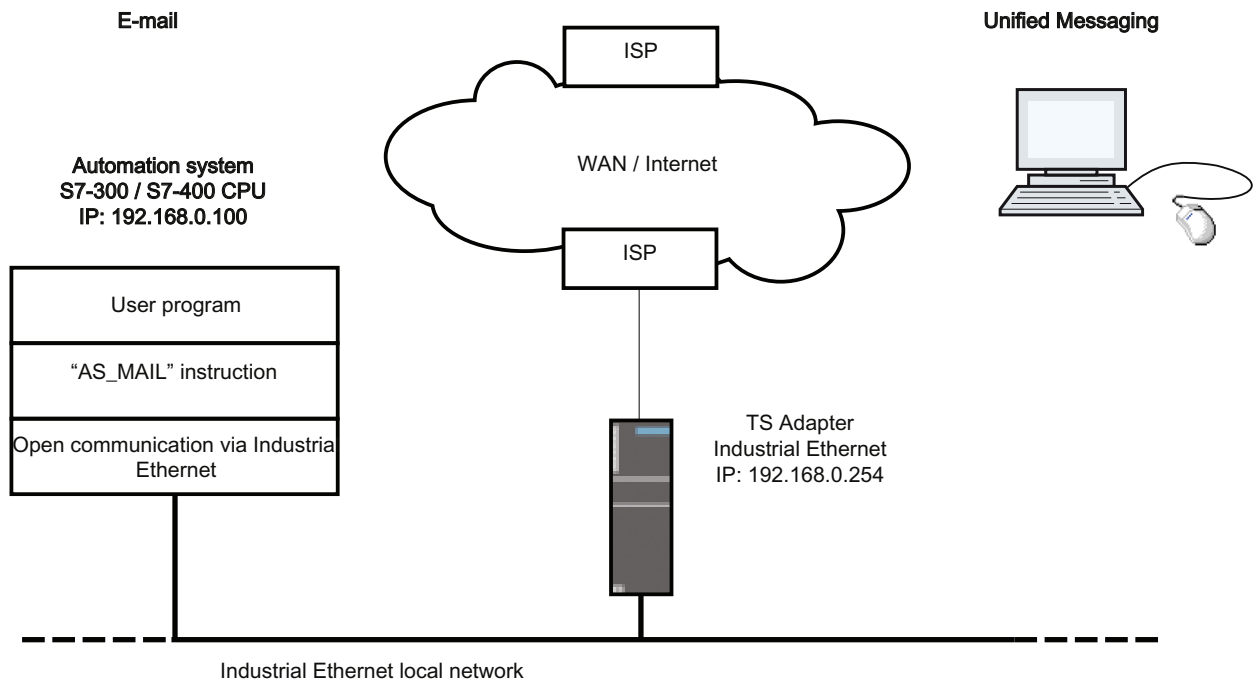 E-mail
Unified Messaging
ISP
WAN / Internet
ISP
Automation system
S7-300 / S7-400 CPU
IP: 192.168.0.100
User program
“AS_MAIL” instruction
Open communication via Industria
Ethernet
TS Adapter
Industrial Ethernet
IP: 192.168.0.254
Industrial Ethernet local network